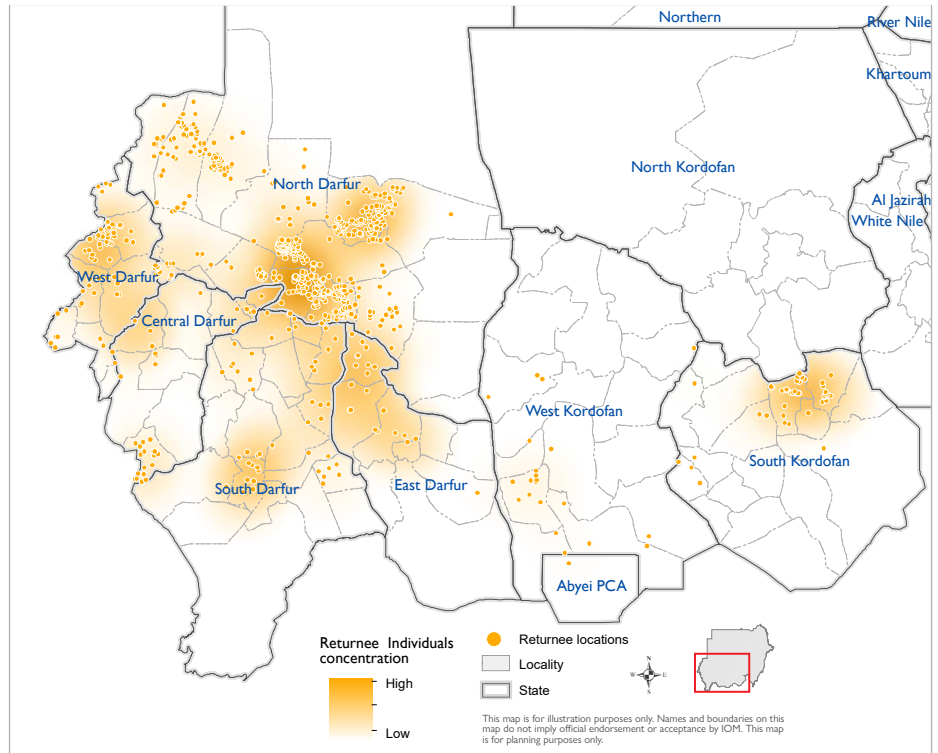 Northern
River Nile
Khartoum
North Kordofan
North Darfur
Al Jazirah
White Nile
West Darfur
Central Darfur
West Kordofan
South Kordofan
South Darfur
East Darfur
Abyei PCA
Returnee Individuals
concentration
High
Low
Returnee locations
Locality
State
N
W
E
S
This map is for illustration purposes only. Names and boundaries on this
map do not imply official endorsement or acceptance by IOM. This map
is for planning purposes only.